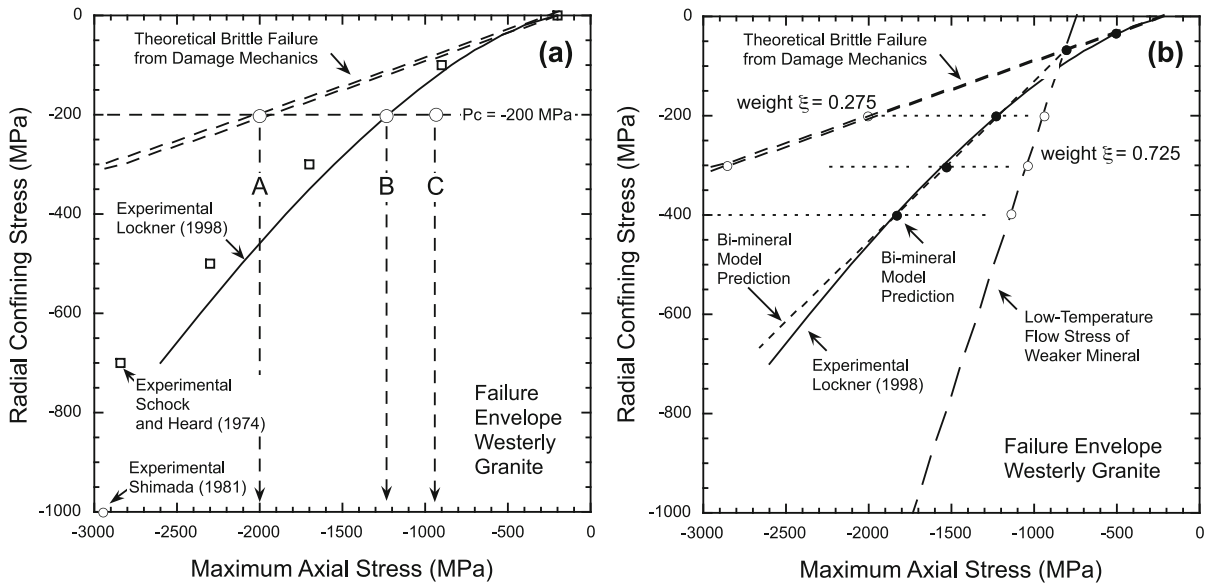 0
-200
-400
-600
-800
-1000
-3000
-2500
-2000
-1500
-1000
-500
0
Radial Confining Stress (MPa)
Maximum Axial Stress (MPa)
Theoretical Brittle Failure
from Damage Mechanics
(a)
Pc = -200 MPa
A
B
C
Experimental
Lockner (1998)
Experimental
Schock
and Heard (1974)
Experimental
Shimada (1981)
Failure
Envelope
Westerly
Granite
0
-200
-400
-600
-800
-1000
-3000
-2500
-2000
-1500
-1000
-500
0
Radial Confining Stress (MPa)
Maximum Axial Stress (MPa)
Theoretical Brittle Failure
from Damage Mechanics
(b)
weight ξ = 0.275
weight ξ = 0.725
Bi-mineral
Model
Prediction
Bi-mineral
Model
Prediction
Low-Temperature
Flow Stress of
Weaker Mineral
Experimental
Lockner (1998)
Failure Envelope
Westerly Granite